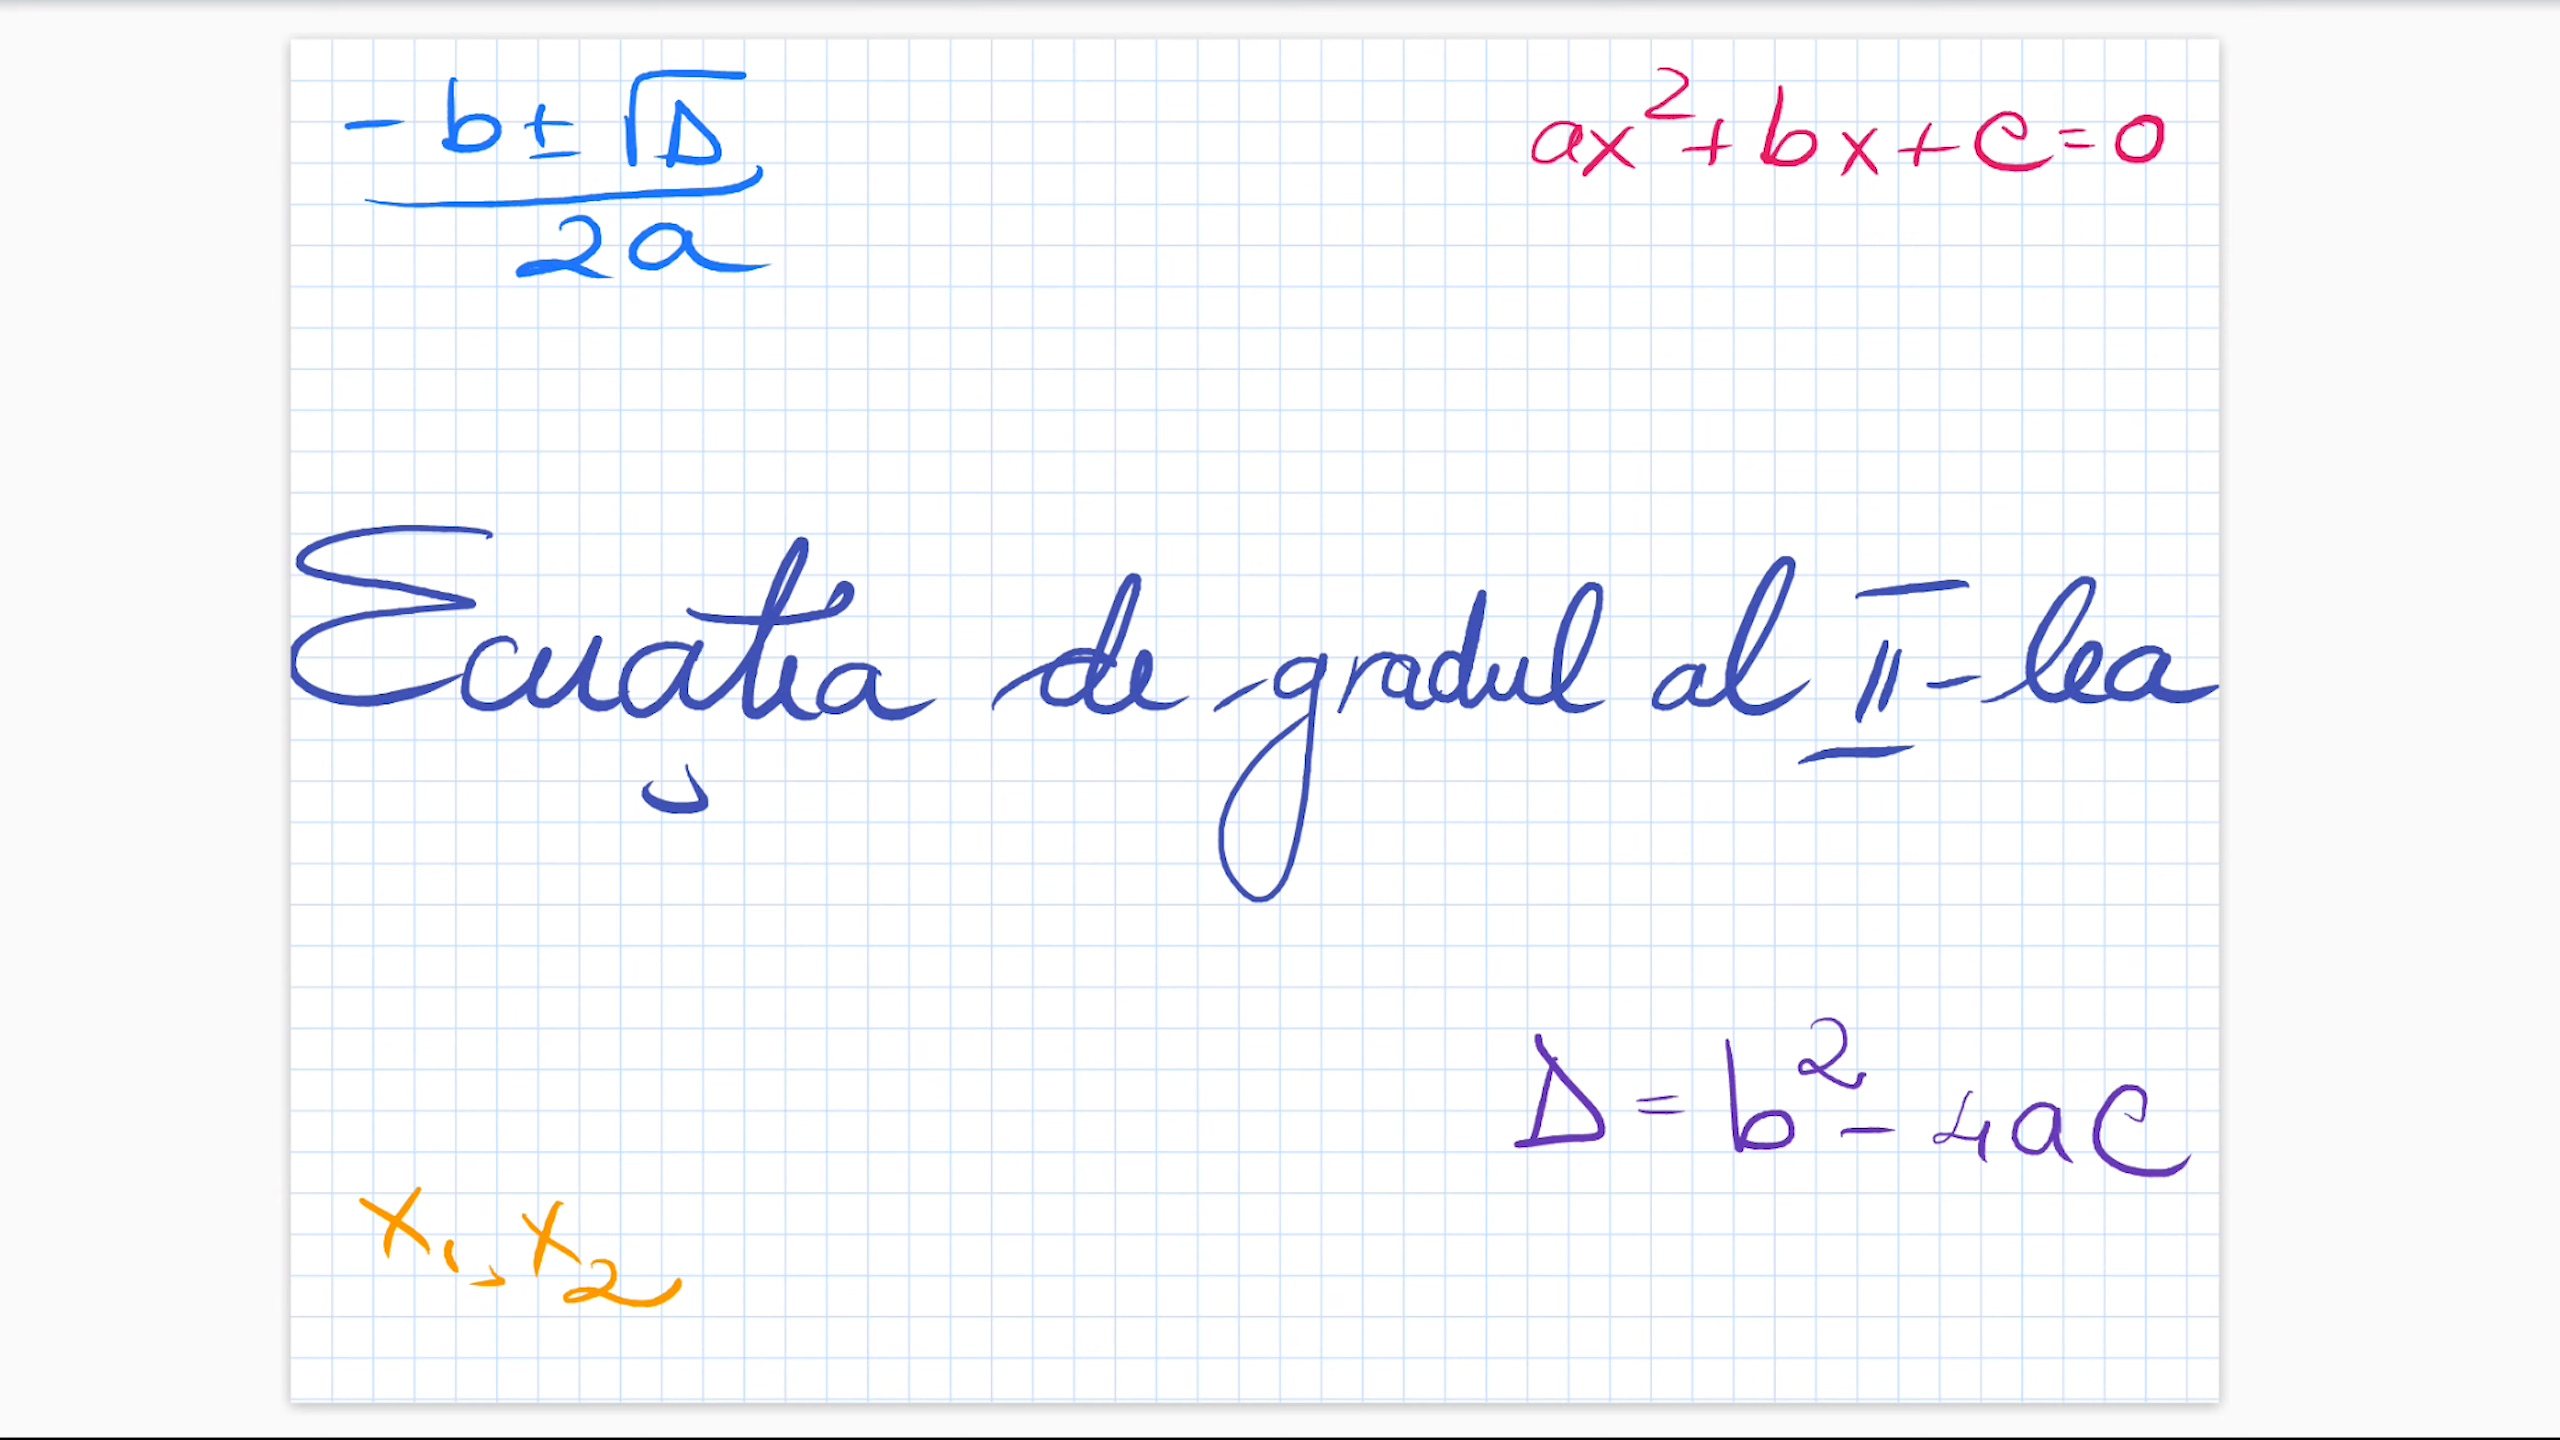 -b±√Δ
2a
ax²+bx+c=0
Ecuația de gradul al II-lea
Δ=b²-4ac
x₁,x₂